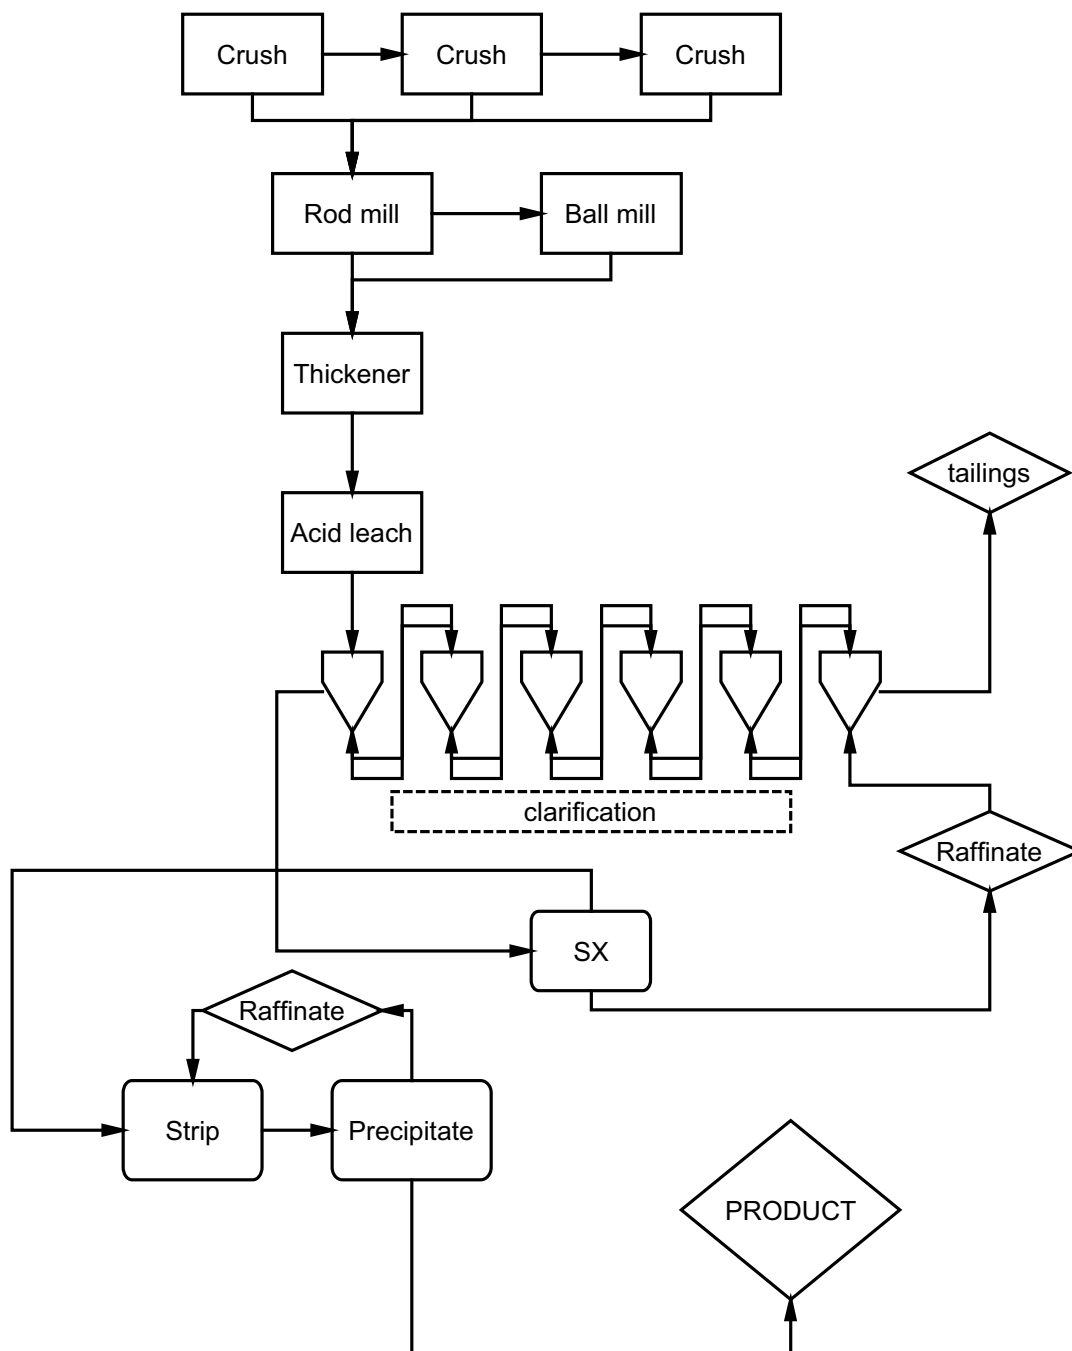 Crush
Crush
Crush
Rod mill
Ball mill
Thickener
tailings
Acid leach
clarification
Raffinate
SX
Raffinate
Strip
Precipitate
PRODUCT